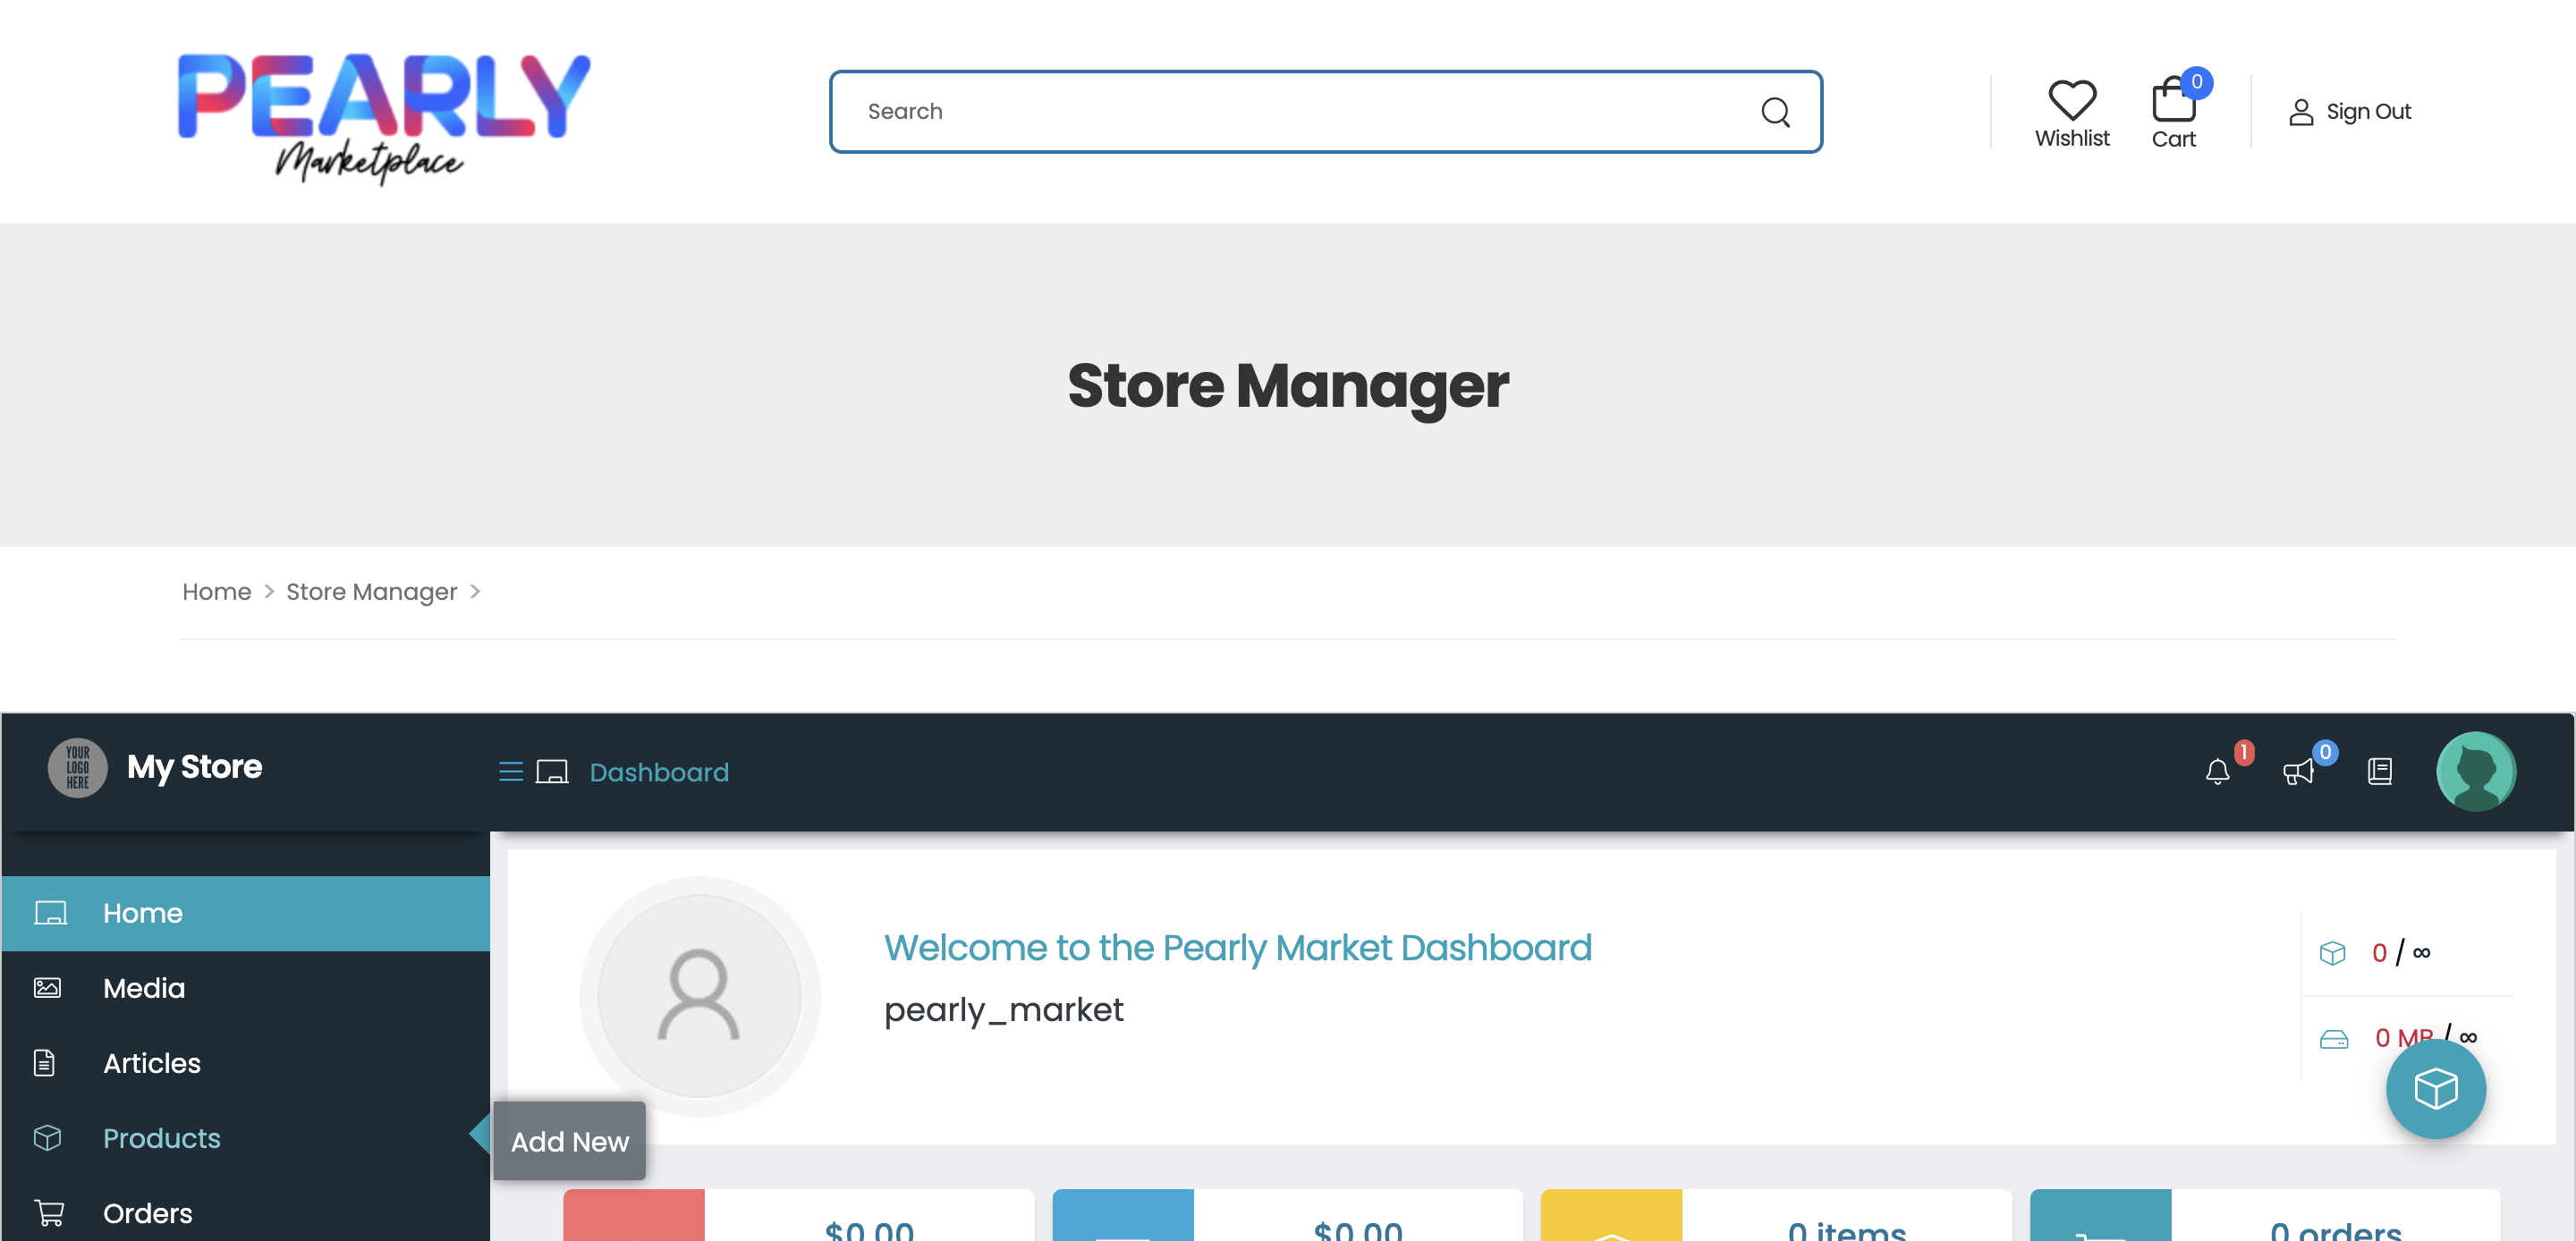 PEARLY
Marketplace
Search
Wishlist
0
Cart
Sign Out
Store Manager
Home > Store Manager >
YOUR
LOGO
HERE
My Store
Dashboard
1
0
Home
Media
Articles
Products
Orders
Add New
Welcome to the Pearly Market Dashboard
pearly_market
0 / ∞
0 MB / ∞
$0.00
$0.00
0 items
0 orders